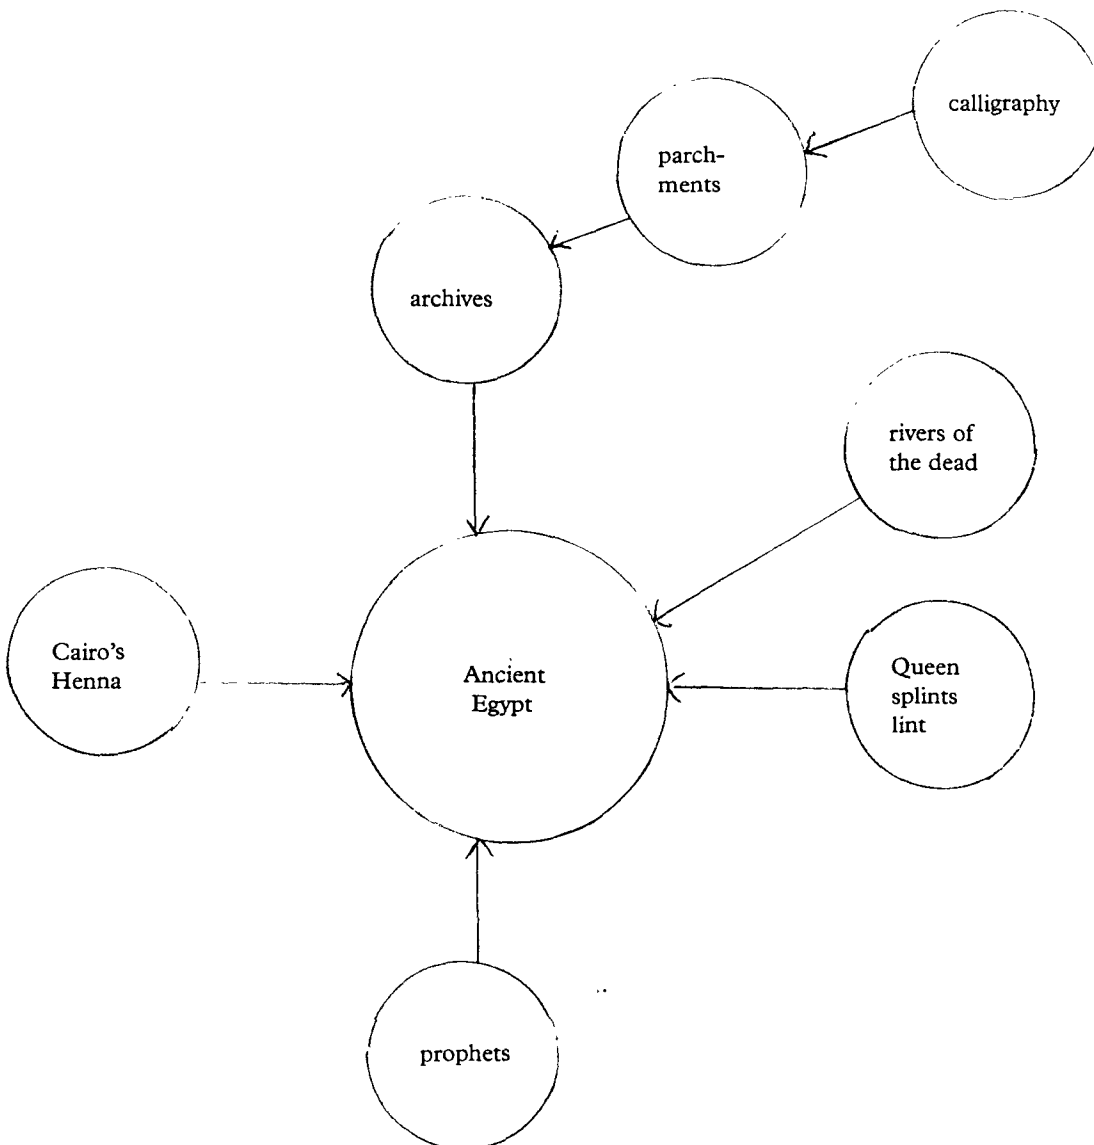 calligraphy
parch-
ments
archives
rivers of
the dead
Cairo's
Henna
Ancient
Egypt
Queen
splints
lint
prophets